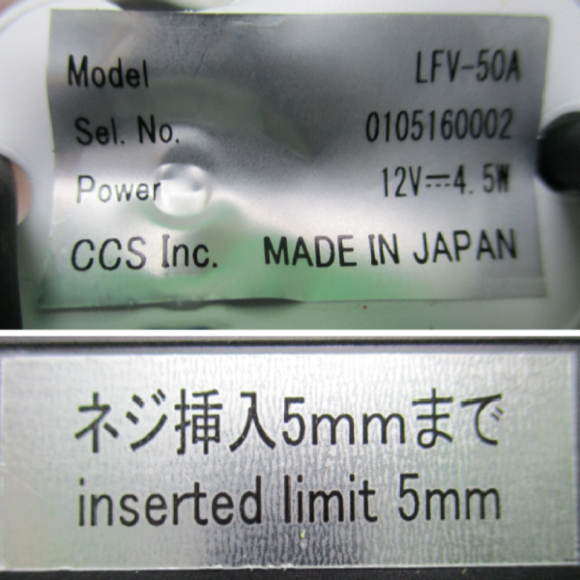 Model LFV-50A
Sel. No. 0105160002
Power 12V⎓4.5W
CCS Inc. MADE IN JAPAN
ネジ挿入5mmまで
inserted limit 5mm